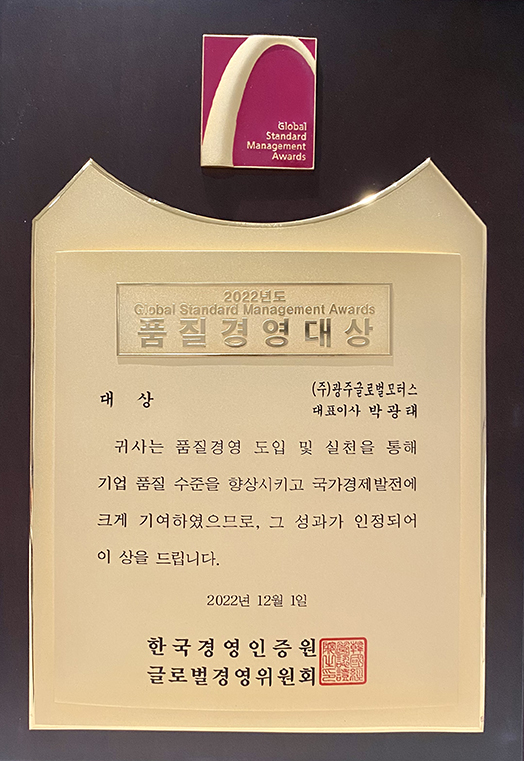 Global
Standard
Management
Awards
2022년도
Global Standard Management Awards
품질경영대상
대 상
(주)광주글로벌모터스
대표이사 박광태
귀사는 품질경영 도입 및 실천을 통해
기업 품질 수준을 향상시키고 국가경제발전에
크게 기여하였으므로, 그 성과가 인정되어
이 상을 드립니다.
2022년 12월 1일
한국경영인증원
글로벌경영위원회